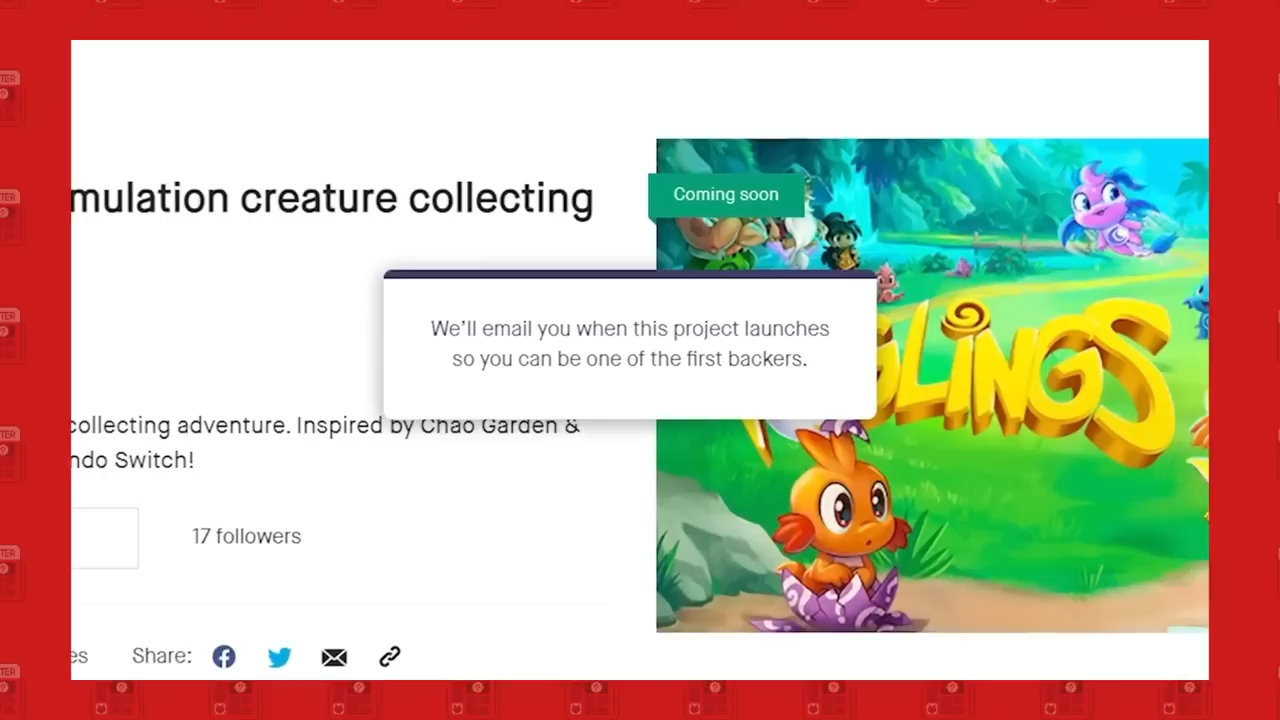 mulation creature collecting
Coming soon
We'll email you when this project launches
so you can be one of the first backers.
LiNGS
collecting adventure. Inspired by Chao Garden &
ndo Switch!
17 followers
es
Share: